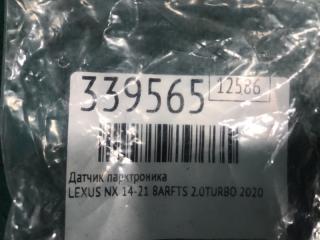 339565 12586
Датчик парктроника
LEXUS NX 14-21 8ARFTS 2.0TURBO 2020